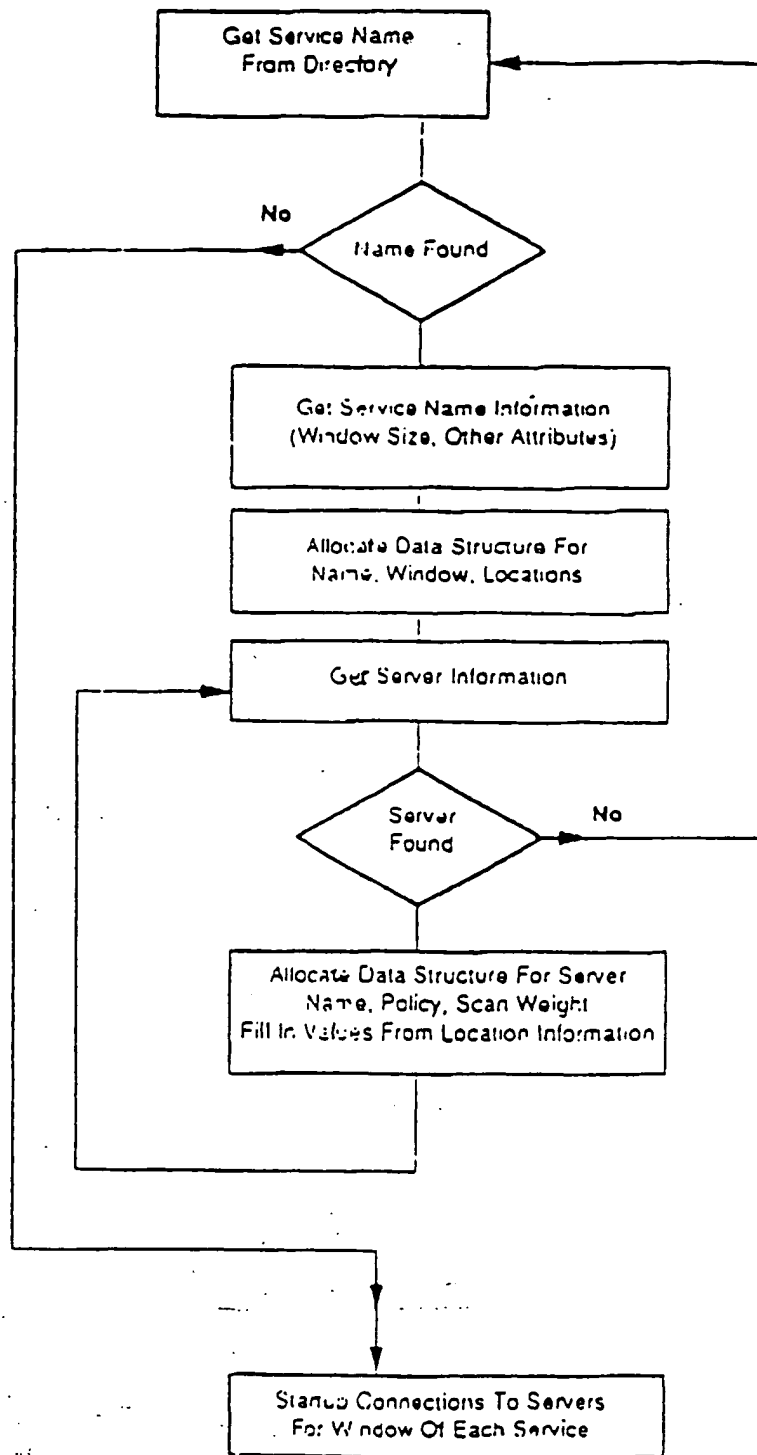 Get Service Name
From Directory
No
Name Found
Get Service Name Information
(Window Size, Other Attributes)
Allocate Data Structure For
Name, Window, Locations
Get Server Information
Server
Found
No
Allocate Data Structure For Server
Name, Policy, Scan Weight
Fill In Values From Location Information
Startup Connections To Servers
For Window Of Each Service